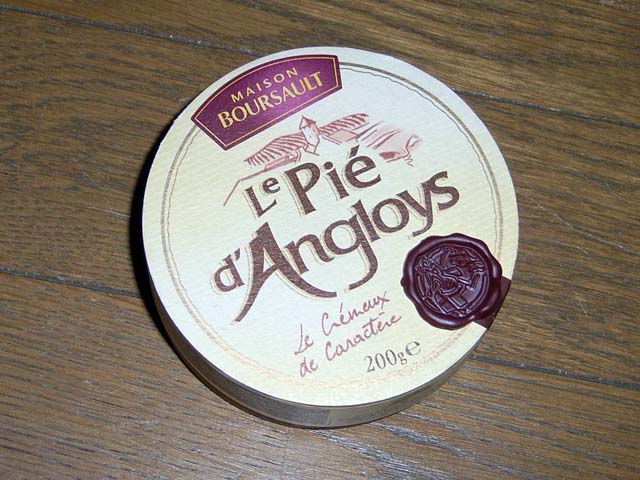 MAISON
BOURSAULT
Le Pié
d'Angloys
Le Crémeux
de Caractère
200g℮